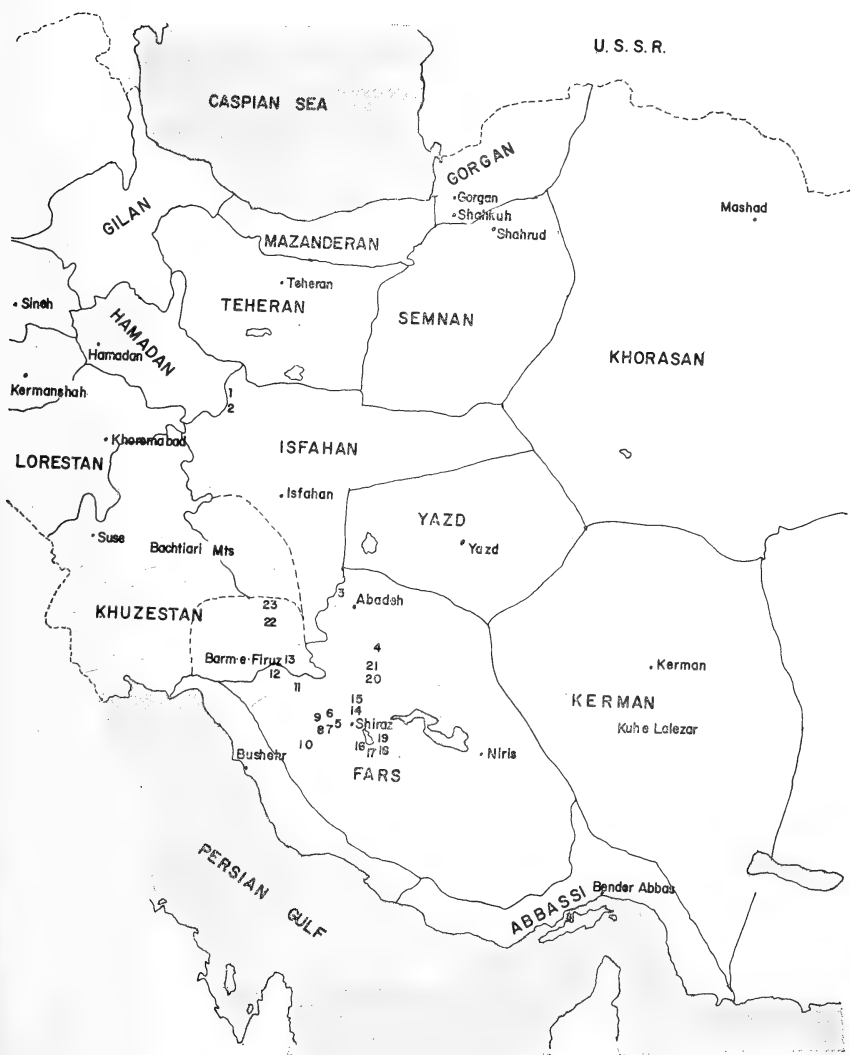 U. S. S. R.
CASPIAN SEA
GORGAN
Gorgan
Shahkuh
Shahrud
Mashad
GILAN
MAZANDERAN
Teheran
TEHERAN
SEMNAN
Sineh
HAMADAN
Hamadan
KHORASAN
Kermanshah
1
2
Khoremabad
ISFAHAN
LORESTAN
Isfahan
YAZD
Yazd
Suse
Bachtiari Mts
3
Abadeh
23
KHUZESTAN
22
4
Barm-e-Firuz 13
21
Kerman
12
20
11
KERMAN
15
14
6
9
5
Shiraz
Kuhe Lalezar
8 7
19
10
16
17
18
Niris
Bushehr
FARS
PERSIAN GULF
ABBASSI
Bender Abbas